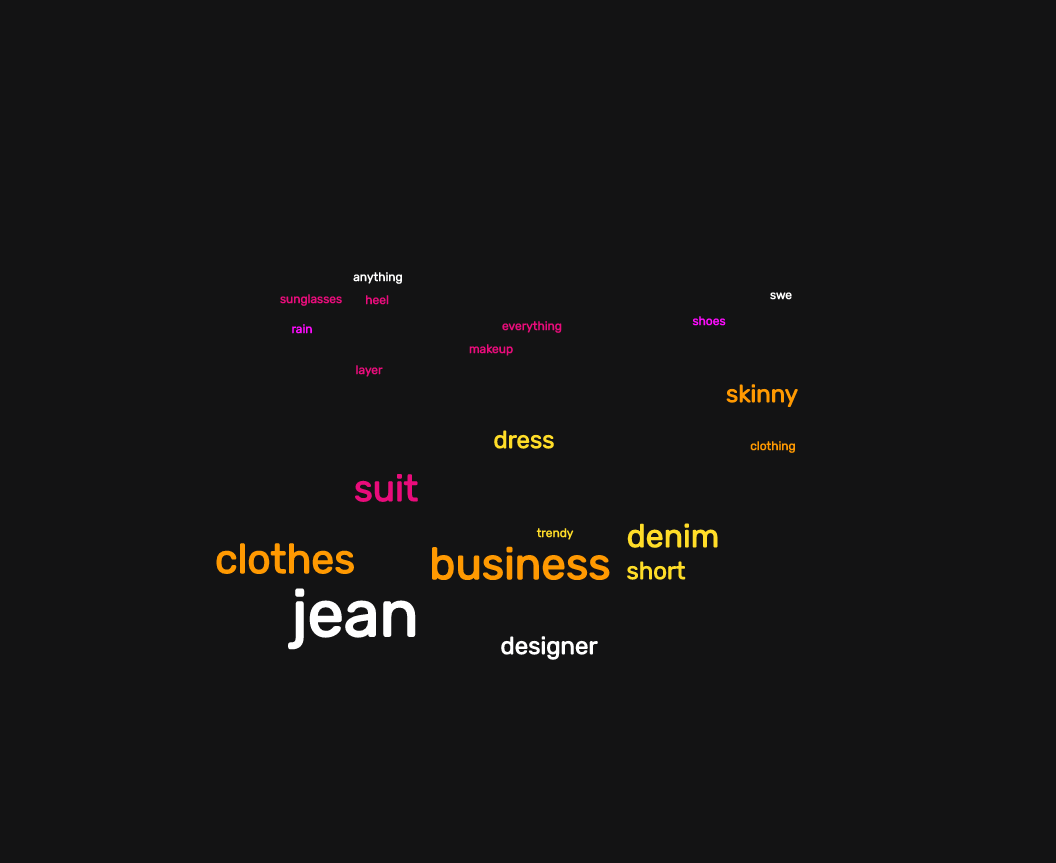 anything
swe
sunglasses heel
shoes
everything
rain
makeup
layer
skinny
dress
clothing
suit
trendy
denim
clothes
business
short
jean
designer